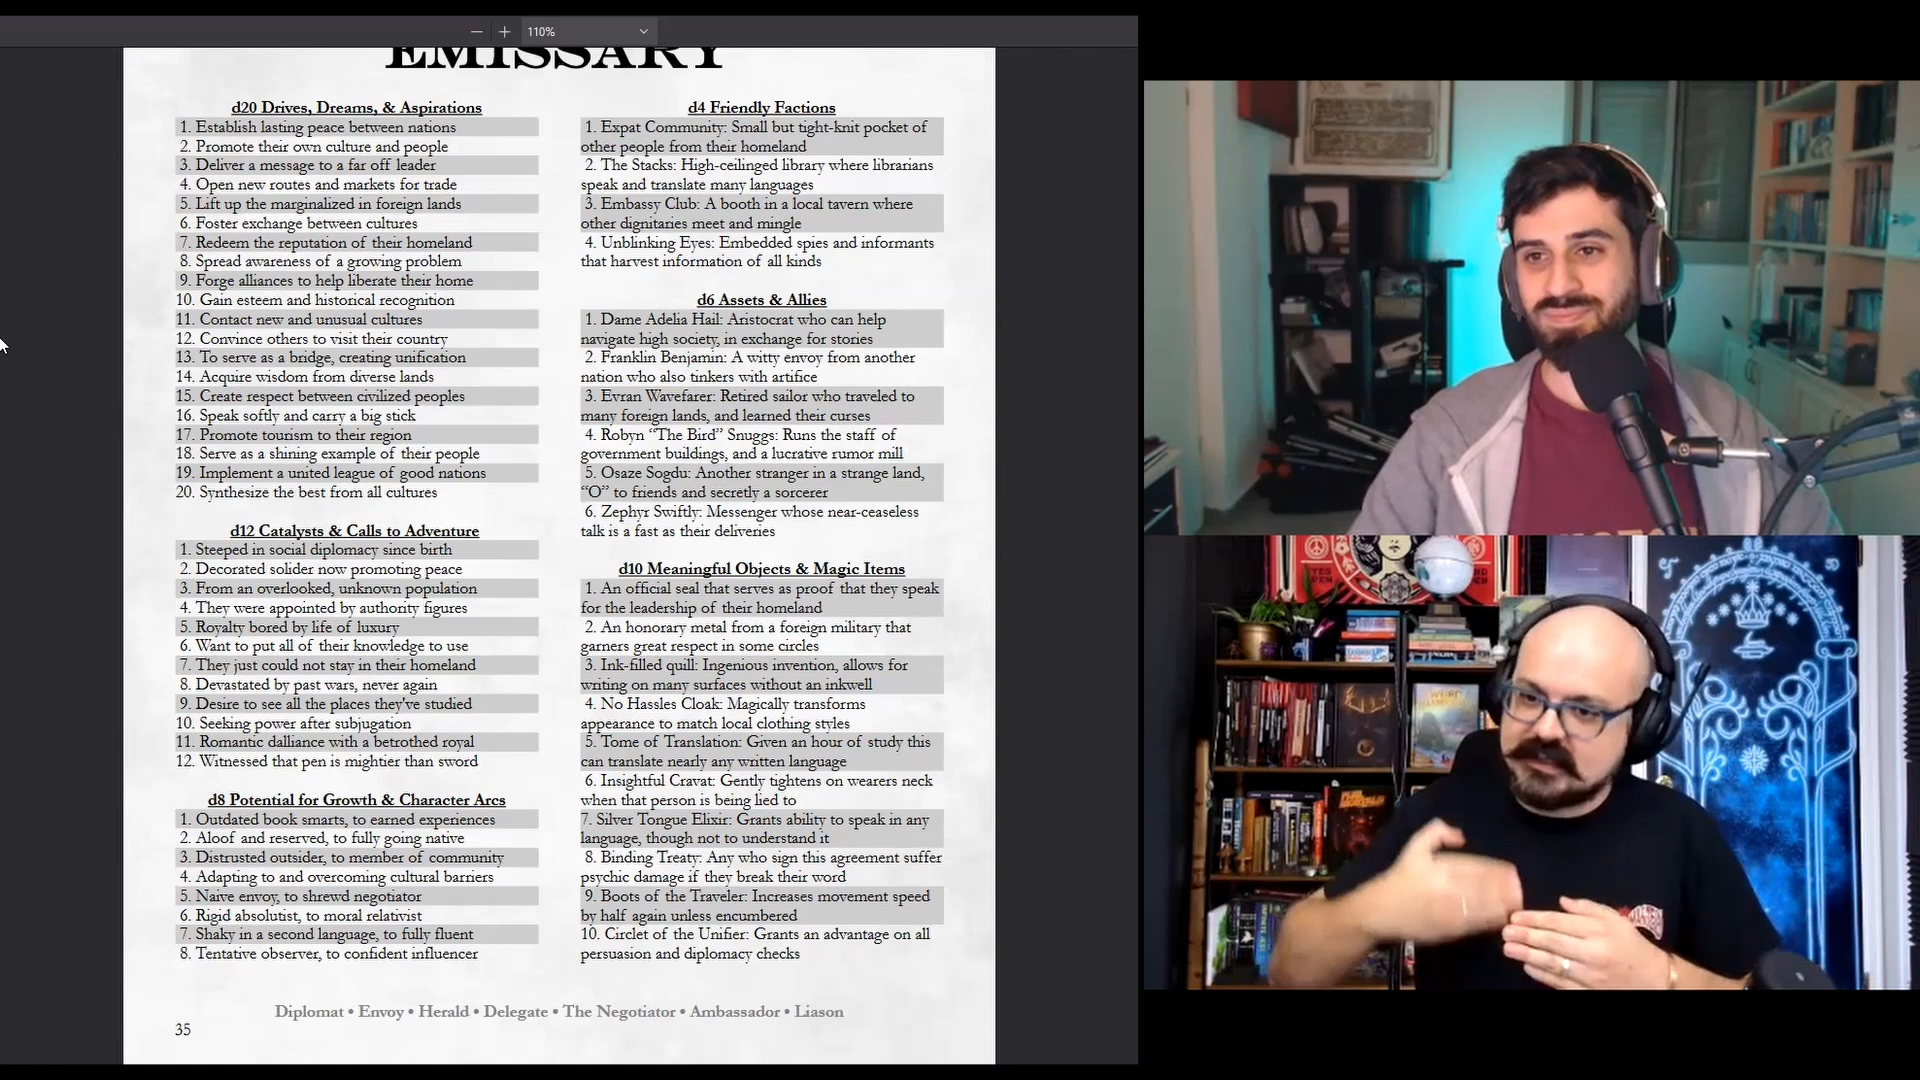 110%
EMISSARY
d20 Drives, Dreams, & Aspirations
1. Establish lasting peace between nations
2. Promote their own culture and people
3. Deliver a message to a far off leader
4. Open new routes and markets for trade
5. Lift up the marginalized in foreign lands
6. Foster exchange between cultures
7. Redeem the reputation of their homeland
8. Spread awareness of a growing problem
9. Forge alliances to help liberate their home
10. Gain esteem and historical recognition
11. Contact new and unusual cultures
12. Convince others to visit their country
13. To serve as a bridge, creating unification
14. Acquire wisdom from diverse lands
15. Create respect between civilized peoples
16. Speak softly and carry a big stick
17. Promote tourism to their region
18. Serve as a shining example of their people
19. Implement a united league of good nations
20. Synthesize the best from all cultures
d12 Catalysts & Calls to Adventure
1. Steeped in social diplomacy since birth
2. Decorated solider now promoting peace
3. From an overlooked, unknown population
4. They were appointed by authority figures
5. Royalty bored by life of luxury
6. Want to put all of their knowledge to use
7. They just could not stay in their homeland
8. Devastated by past wars, never again
9. Desire to see all the places they've studied
10. Seeking power after subjugation
11. Romantic dalliance with a betrothed royal
12. Witnessed that pen is mightier than sword
d8 Potential for Growth & Character Arcs
1. Outdated book smarts, to earned experiences
2. Aloof and reserved, to fully going native
3. Distrusted outsider, to member of community
4. Adapting to and overcoming cultural barriers
5. Naive envoy, to shrewd negotiator
6. Rigid absolutist, to moral relativist
7. Shaky in a second language, to fully fluent
8. Tentative observer, to confident influencer
d4 Friendly Factions
1. Expat Community: Small but tight-knit pocket of
other people from their homeland
2. The Stacks: High-ceilinged library where librarians
speak and translate many languages
3. Embassy Club: A booth in a local tavern where
other dignitaries meet and mingle
4. Unblinking Eyes: Embedded spies and informants
that harvest information of all kinds
d6 Assets & Allies
1. Dame Adelia Hail: Aristocrat who can help
navigate high society, in exchange for stories
2. Franklin Benjamin: A witty envoy from another
nation who also tinkers with artifice
3. Evran Wavefarer: Retired sailor who traveled to
many foreign lands, and learned their curses
4. Robyn “The Bird” Snuggs: Runs the staff of
government buildings, and a lucrative rumor mill
5. Osaze Sogdu: Another stranger in a strange land,
“O” to friends and secretly a sorcerer
6. Zephyr Swiftly: Messenger whose near-ceaseless
talk is a fast as their deliveries
d10 Meaningful Objects & Magic Items
1. An official seal that serves as proof that they speak
for the leadership of their homeland
2. An honorary metal from a foreign military that
garners great respect in some circles
3. Ink-filled quill: Ingenious invention, allows for
writing on many surfaces without an inkwell
4. No Hassles Cloak: Magically transforms
appearance to match local clothing styles
5. Tome of Translation: Given an hour of study this
can translate nearly any written language
6. Insightful Cravat: Gently tightens on wearers neck
when that person is being lied to
7. Silver Tongue Elixir: Grants ability to speak in any
language, though not to understand it
8. Binding Treaty: Any who sign this agreement suffer
psychic damage if they break their word
9. Boots of the Traveler: Increases movement speed
by half again unless encumbered
10. Circlet of the Unifier: Grants an advantage on all
persuasion and diplomacy checks
Diplomat • Envoy • Herald • Delegate • The Negotiator • Ambassador • Liason
35